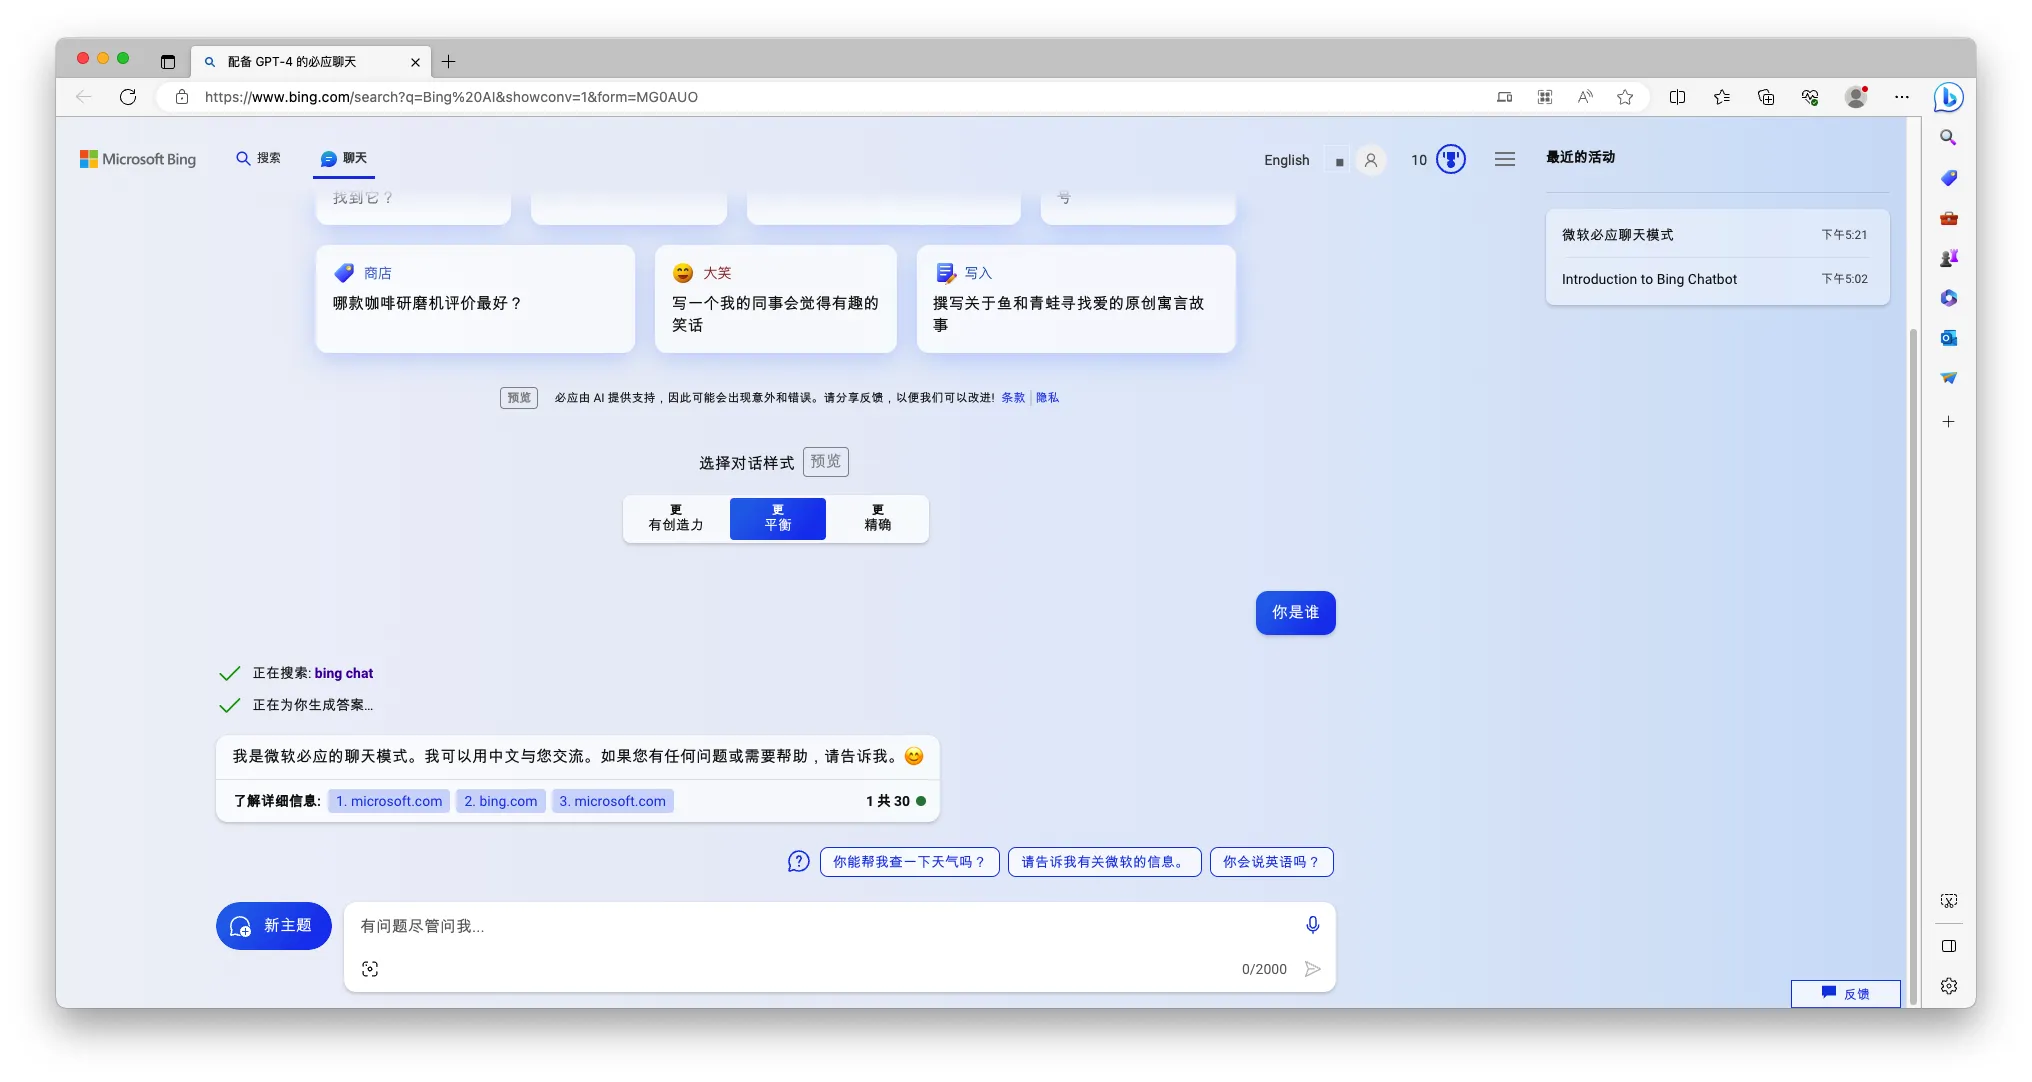 配备 GPT-4 的必应聊天
https://www.bing.com/search?q=Bing%20AI&showconv=1&form=MG0AUO
Microsoft Bing
搜索
聊天
English
10
最近的活动
找到它？
号
微软必应聊天模式
下午5:21
Introduction to Bing Chatbot
下午5:02
商店
哪款咖啡研磨机评价最好？
大笑
写一个我的同事会觉得有趣的
笑话
写入
撰写关于鱼和青蛙寻找爱的原创寓言故
事
预览
必应由 AI 提供支持，因此可能会出现意外和错误。请分享反馈，以便我们可以改进! 条款 | 隐私
选择对话样式 预览
更
有创造力
更
平衡
更
精确
你是谁
正在搜索: bing chat
正在为你生成答案...
我是微软必应的聊天模式。我可以用中文与您交流。如果您有任何问题或需要帮助，请告诉我。😊
了解详细信息: 1. microsoft.com 2. bing.com 3. microsoft.com
1 共 30
你能帮我查一下天气吗？
请告诉我有关微软的信息。
你会说英语吗？
新主题
有问题尽管问我...
0/2000
反馈